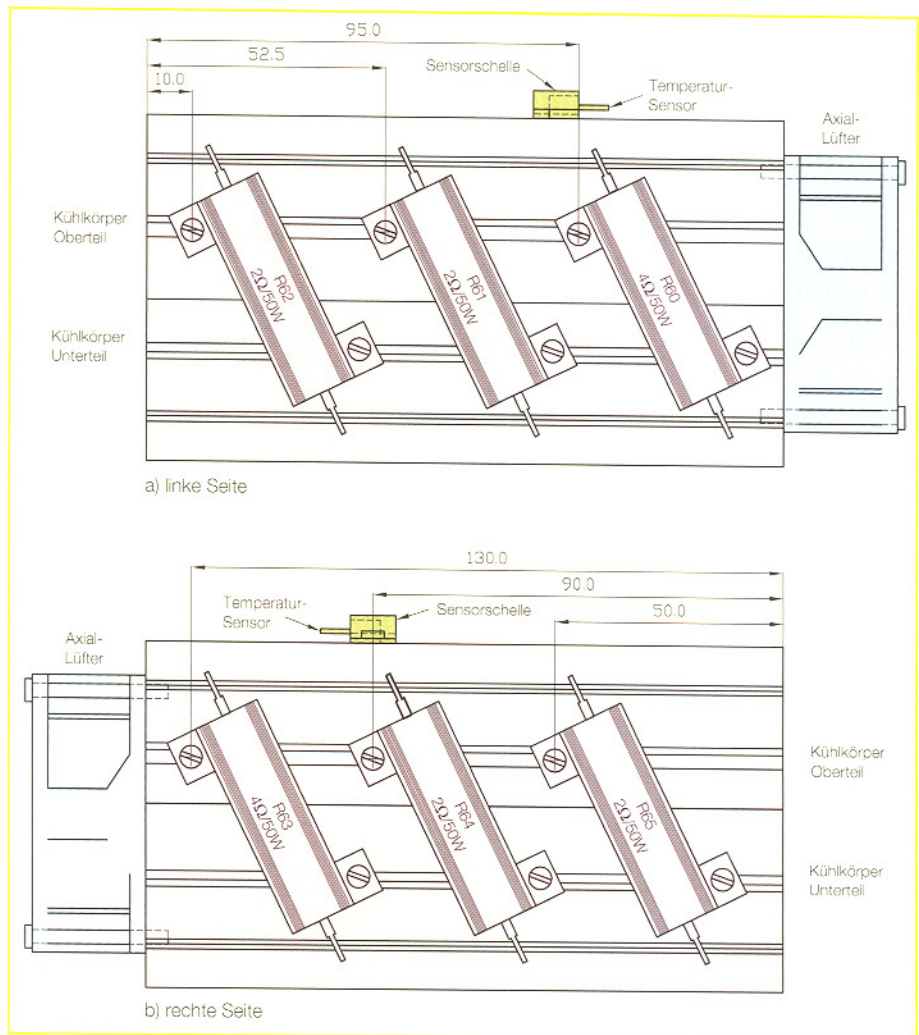 95.0
52.5
10.0
Sensorschelle
Temperatur-
Sensor
Axial-
Lüfter
Kühlkörper
Oberteil
R62
2Ω/50W
R61
2Ω/50W
R60
4Ω/50W
Kühlkörper
Unterteil
a) linke Seite
130.0
90.0
50.0
Temperatur-
Sensor
Sensorschelle
Axial-
Lüfter
R63
4Ω/50W
R64
2Ω/50W
R65
2Ω/50W
Kühlkörper
Oberteil
Kühlkörper
Unterteil
b) rechte Seite